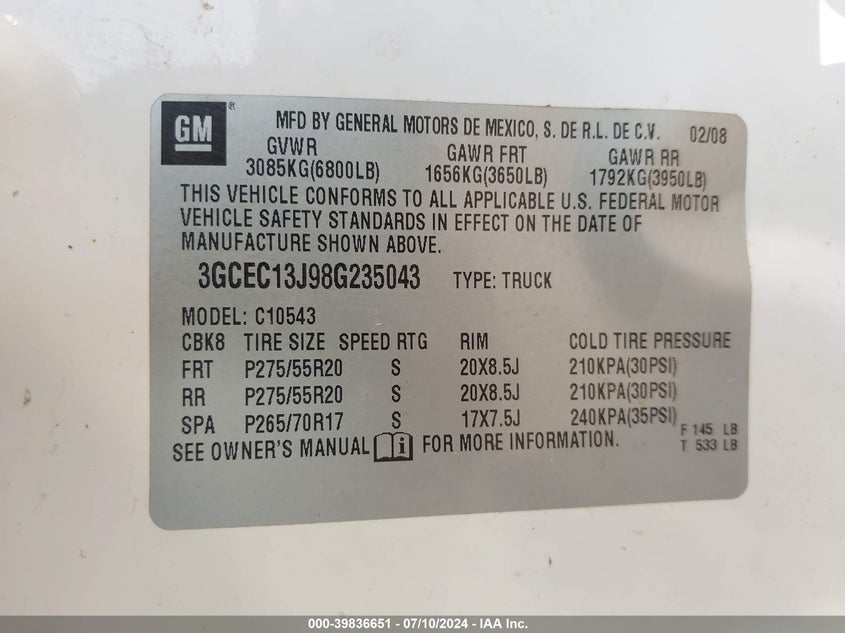 GM®
MFD BY GENERAL MOTORS DE MEXICO, S. DE R.L. DE C.V. 02/08
GVWR GAWR FRT GAWR RR
3085KG(6800LB) 1656KG(3650LB) 1792KG(3950LB)
THIS VEHICLE CONFORMS TO ALL APPLICABLE U.S. FEDERAL MOTOR
VEHICLE SAFETY STANDARDS IN EFFECT ON THE DATE OF
MANUFACTURE SHOWN ABOVE.
3GCEC13J98G235043 TYPE: TRUCK
MODEL: C10543
CBK8 TIRE SIZE SPEED RTG RIM COLD TIRE PRESSURE
FRT P275/55R20 S 20X8.5J 210KPA(30PSI)
RR P275/55R20 S 20X8.5J 210KPA(30PSI)
SPA P265/70R17 S 17X7.5J 240KPA(35PSI)
F 145 LB
SEE OWNER'S MANUAL i FOR MORE INFORMATION.
T 533 LB
000-39836651 - 07/10/2024 - IAA Inc.